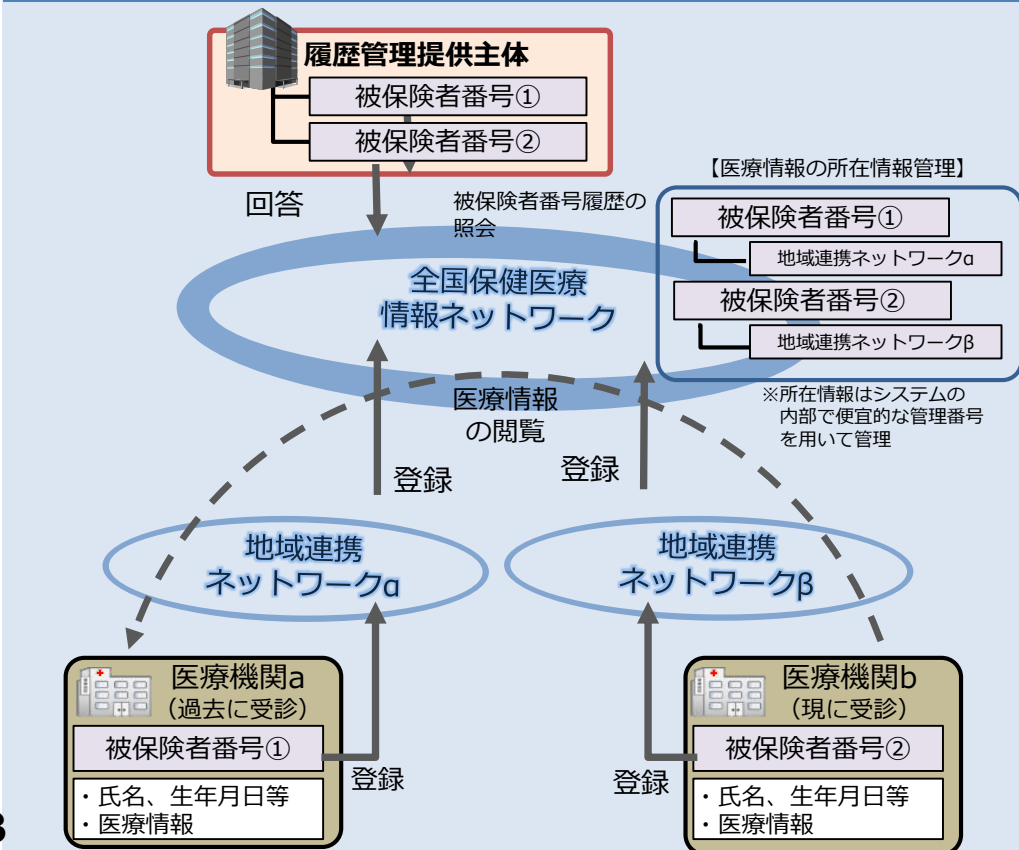 履歴管理提供主体
被保険者番号①
被保険者番号②
回答
被保険者番号履歴の
照会
【医療情報の所在情報管理】
被保険者番号①
地域連携ネットワークα
被保険者番号②
地域連携ネットワークβ
※所在情報はシステムの
内部で便宜的な管理番号
を用いて管理
全国保健医療
情報ネットワーク
医療情報
の閲覧
登録
登録
地域連携
ネットワークα
地域連携
ネットワークβ
医療機関a
（過去に受診）
被保険者番号①
・氏名、生年月日等
・医療情報
登録
医療機関b
（現に受診）
被保険者番号②
・氏名、生年月日等
・医療情報
登録